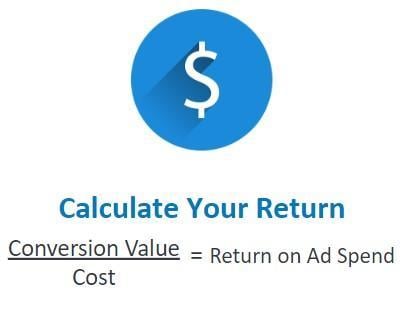 $
Calculate Your Return
Conversion Value
= Return on Ad Spend
Cost